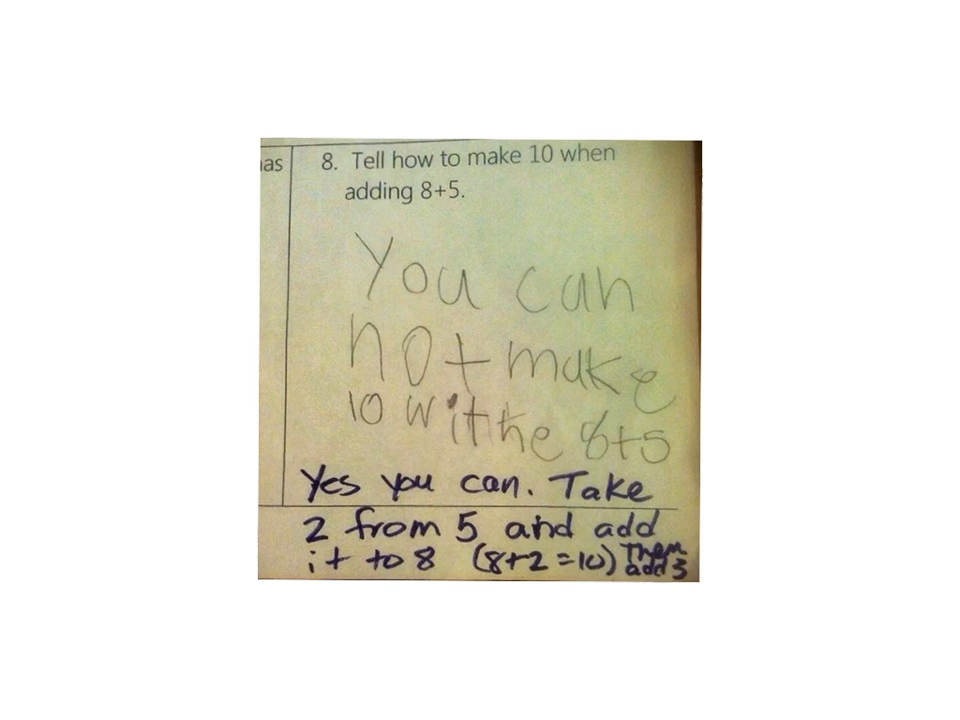 has
8. Tell how to make 10 when
adding 8+5.
You can
not make
10 withe 8+5
Yes you can. Take
2 from 5 and add
it to 8 (8+2=10) Then
add 3